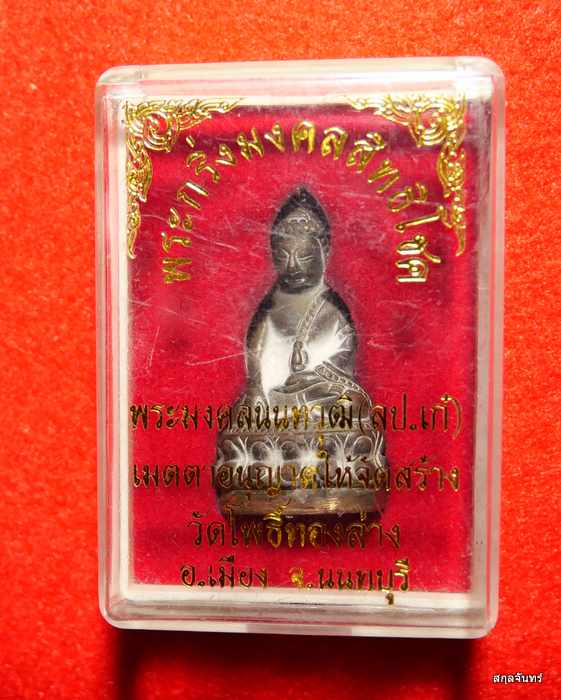 พระกริ่งมงคลสิทธิโชค
พระมงคลนนทวุฒิ(ลป.เก๋)
เมตตาอนุญาตให้จัดสร้าง
วัดโพธิ์ทองล่าง
อ.เมือง จ.นนทบุรี
สกุลจันทร์